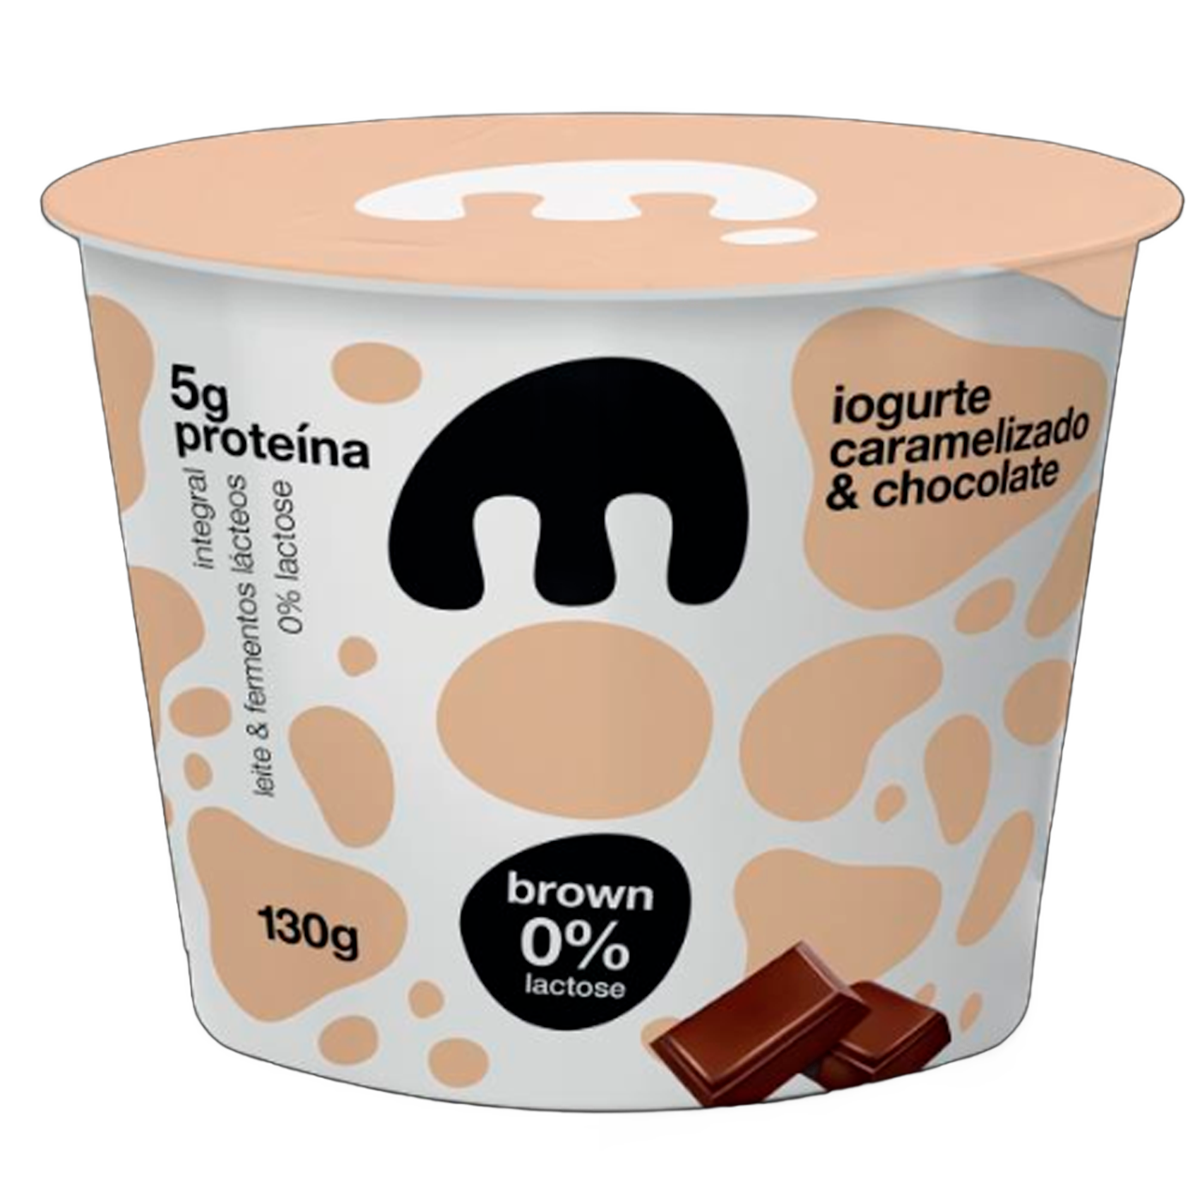 5g
proteína
integral
leite & fermentos lácteos
0% lactose
iogurte
caramelizado
& chocolate
130g
brown
0%
lactose